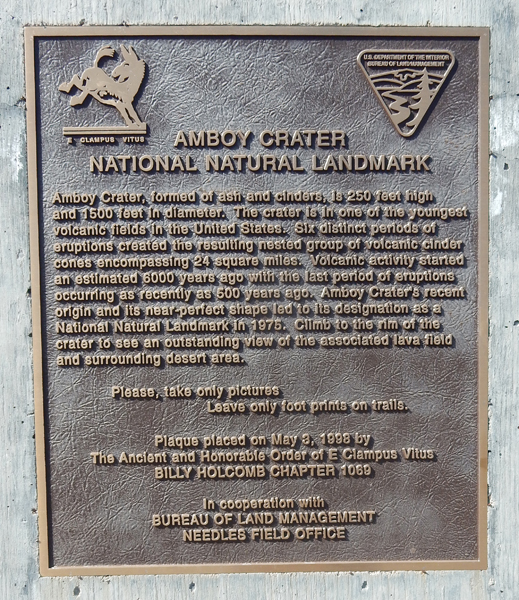 E CLAMPUS VITUS
U.S. DEPARTMENT OF THE INTERIOR
BUREAU OF LAND MANAGEMENT
AMBOY CRATER
NATIONAL NATURAL LANDMARK
Amboy Crater, formed of ash and cinders, is 250 feet high
and 1500 feet in diameter. The crater is in one of the youngest
volcanic fields in the United States. Six distinct periods of
eruptions created the resulting nested group of volcanic cinder
cones encompassing 24 square miles. Volcanic activity started
an estimated 6000 years ago with the last period of eruptions
occurring as recently as 500 years ago. Amboy Crater's recent
origin and its near-perfect shape led to its designation as a
National Natural Landmark in 1975. Climb to the rim of the
crater to see an outstanding view of the associated lava field
and surrounding desert area.
Please, take only pictures
Leave only foot prints on trails.
Plaque placed on May 3, 1998 by
The Ancient and Honorable Order of E Clampus Vitus
BILLY HOLCOMB CHAPTER 1069
In cooperation with
BUREAU OF LAND MANAGEMENT
NEEDLES FIELD OFFICE